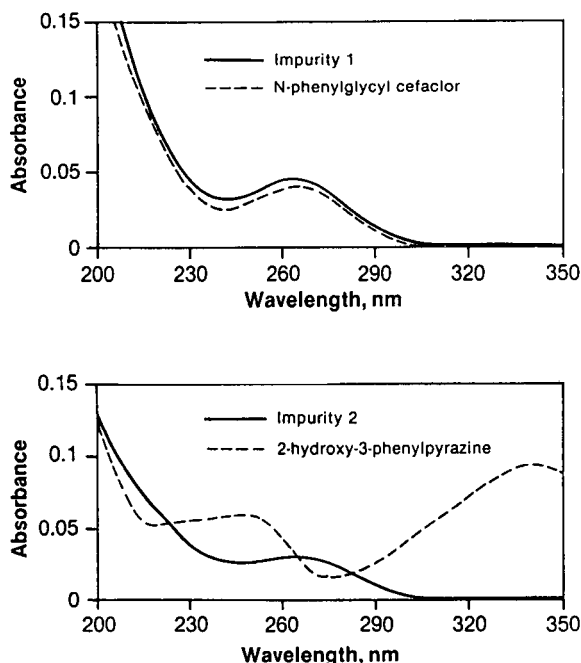 0.15
Impurity 1
N-phenylglycyl cefaclor
0.1
Absorbance
0.05
0
200 230 260 290 320 350
Wavelength, nm
0.15
Impurity 2
2-hydroxy-3-phenylpyrazine
0.1
Absorbance
0.05
0
200 230 260 290 320 350
Wavelength, nm